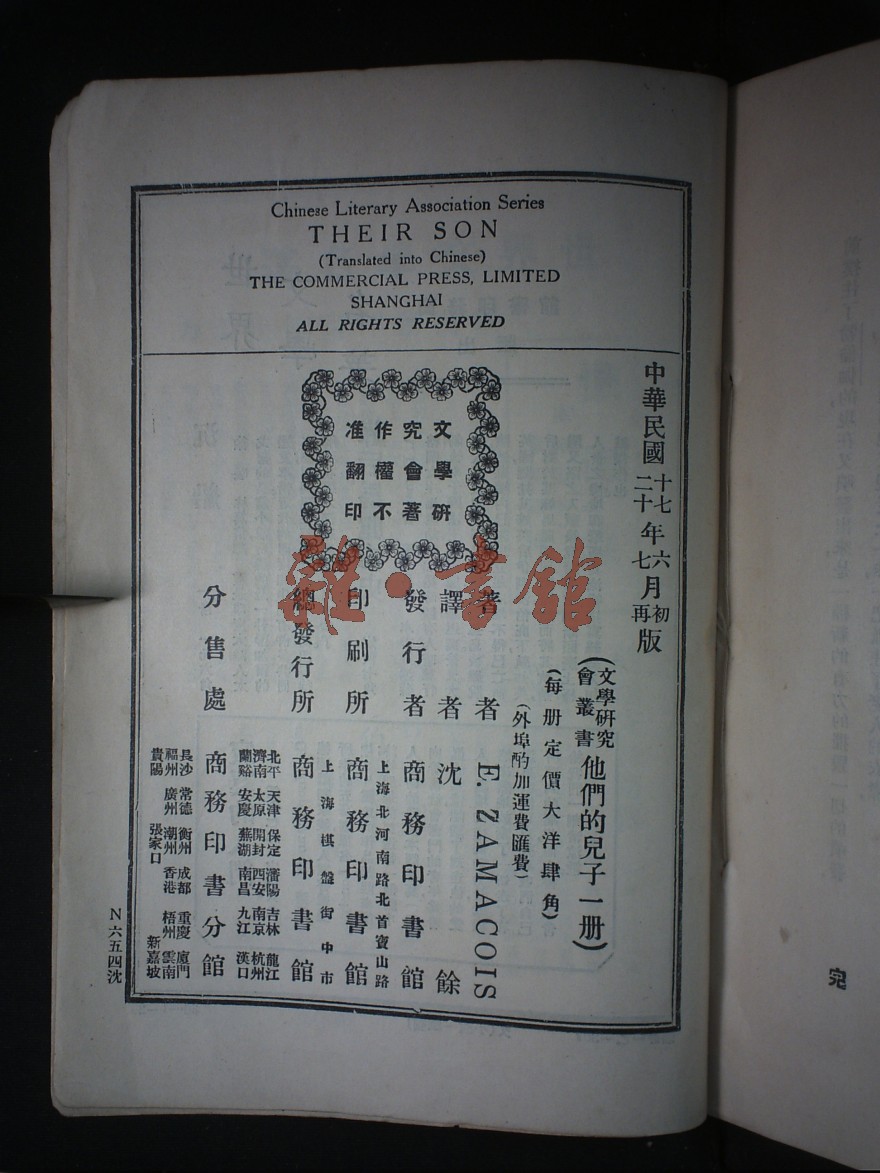 Chinese Literary Association Series
THEIR SON
(Translated into Chinese)
THE COMMERCIAL PRESS, LIMITED
SHANGHAI
ALL RIGHTS RESERVED
中華民國十七年六月初版
二十年七月再版
(文學研究會叢書)他們的兒子一册)
(每册定價大洋肆角)
(外埠酌加運費匯費)
文學研
究會著
作權不
准翻印
著者 E. ZAMACOIS
譯者 沈餘
發行者 商務印書館
上海北河南路北首寶山路
印刷所 商務印書館
上海棋盤街中市
總發行所 商務印書館
北平 天津 保定 瀋陽 吉林 龍江
濟南 太原 開封 西安 南京 杭州
蘭谿 安慶 蕪湖 南昌 九江 漢口
分售處 商務印書分館
長沙 常德 衡州 成都 重慶 廈門
福州 廣州 潮州 香港 梧州 雲南
貴陽 張家口 新嘉坡
N六五四沈
雜·書館
世界
完